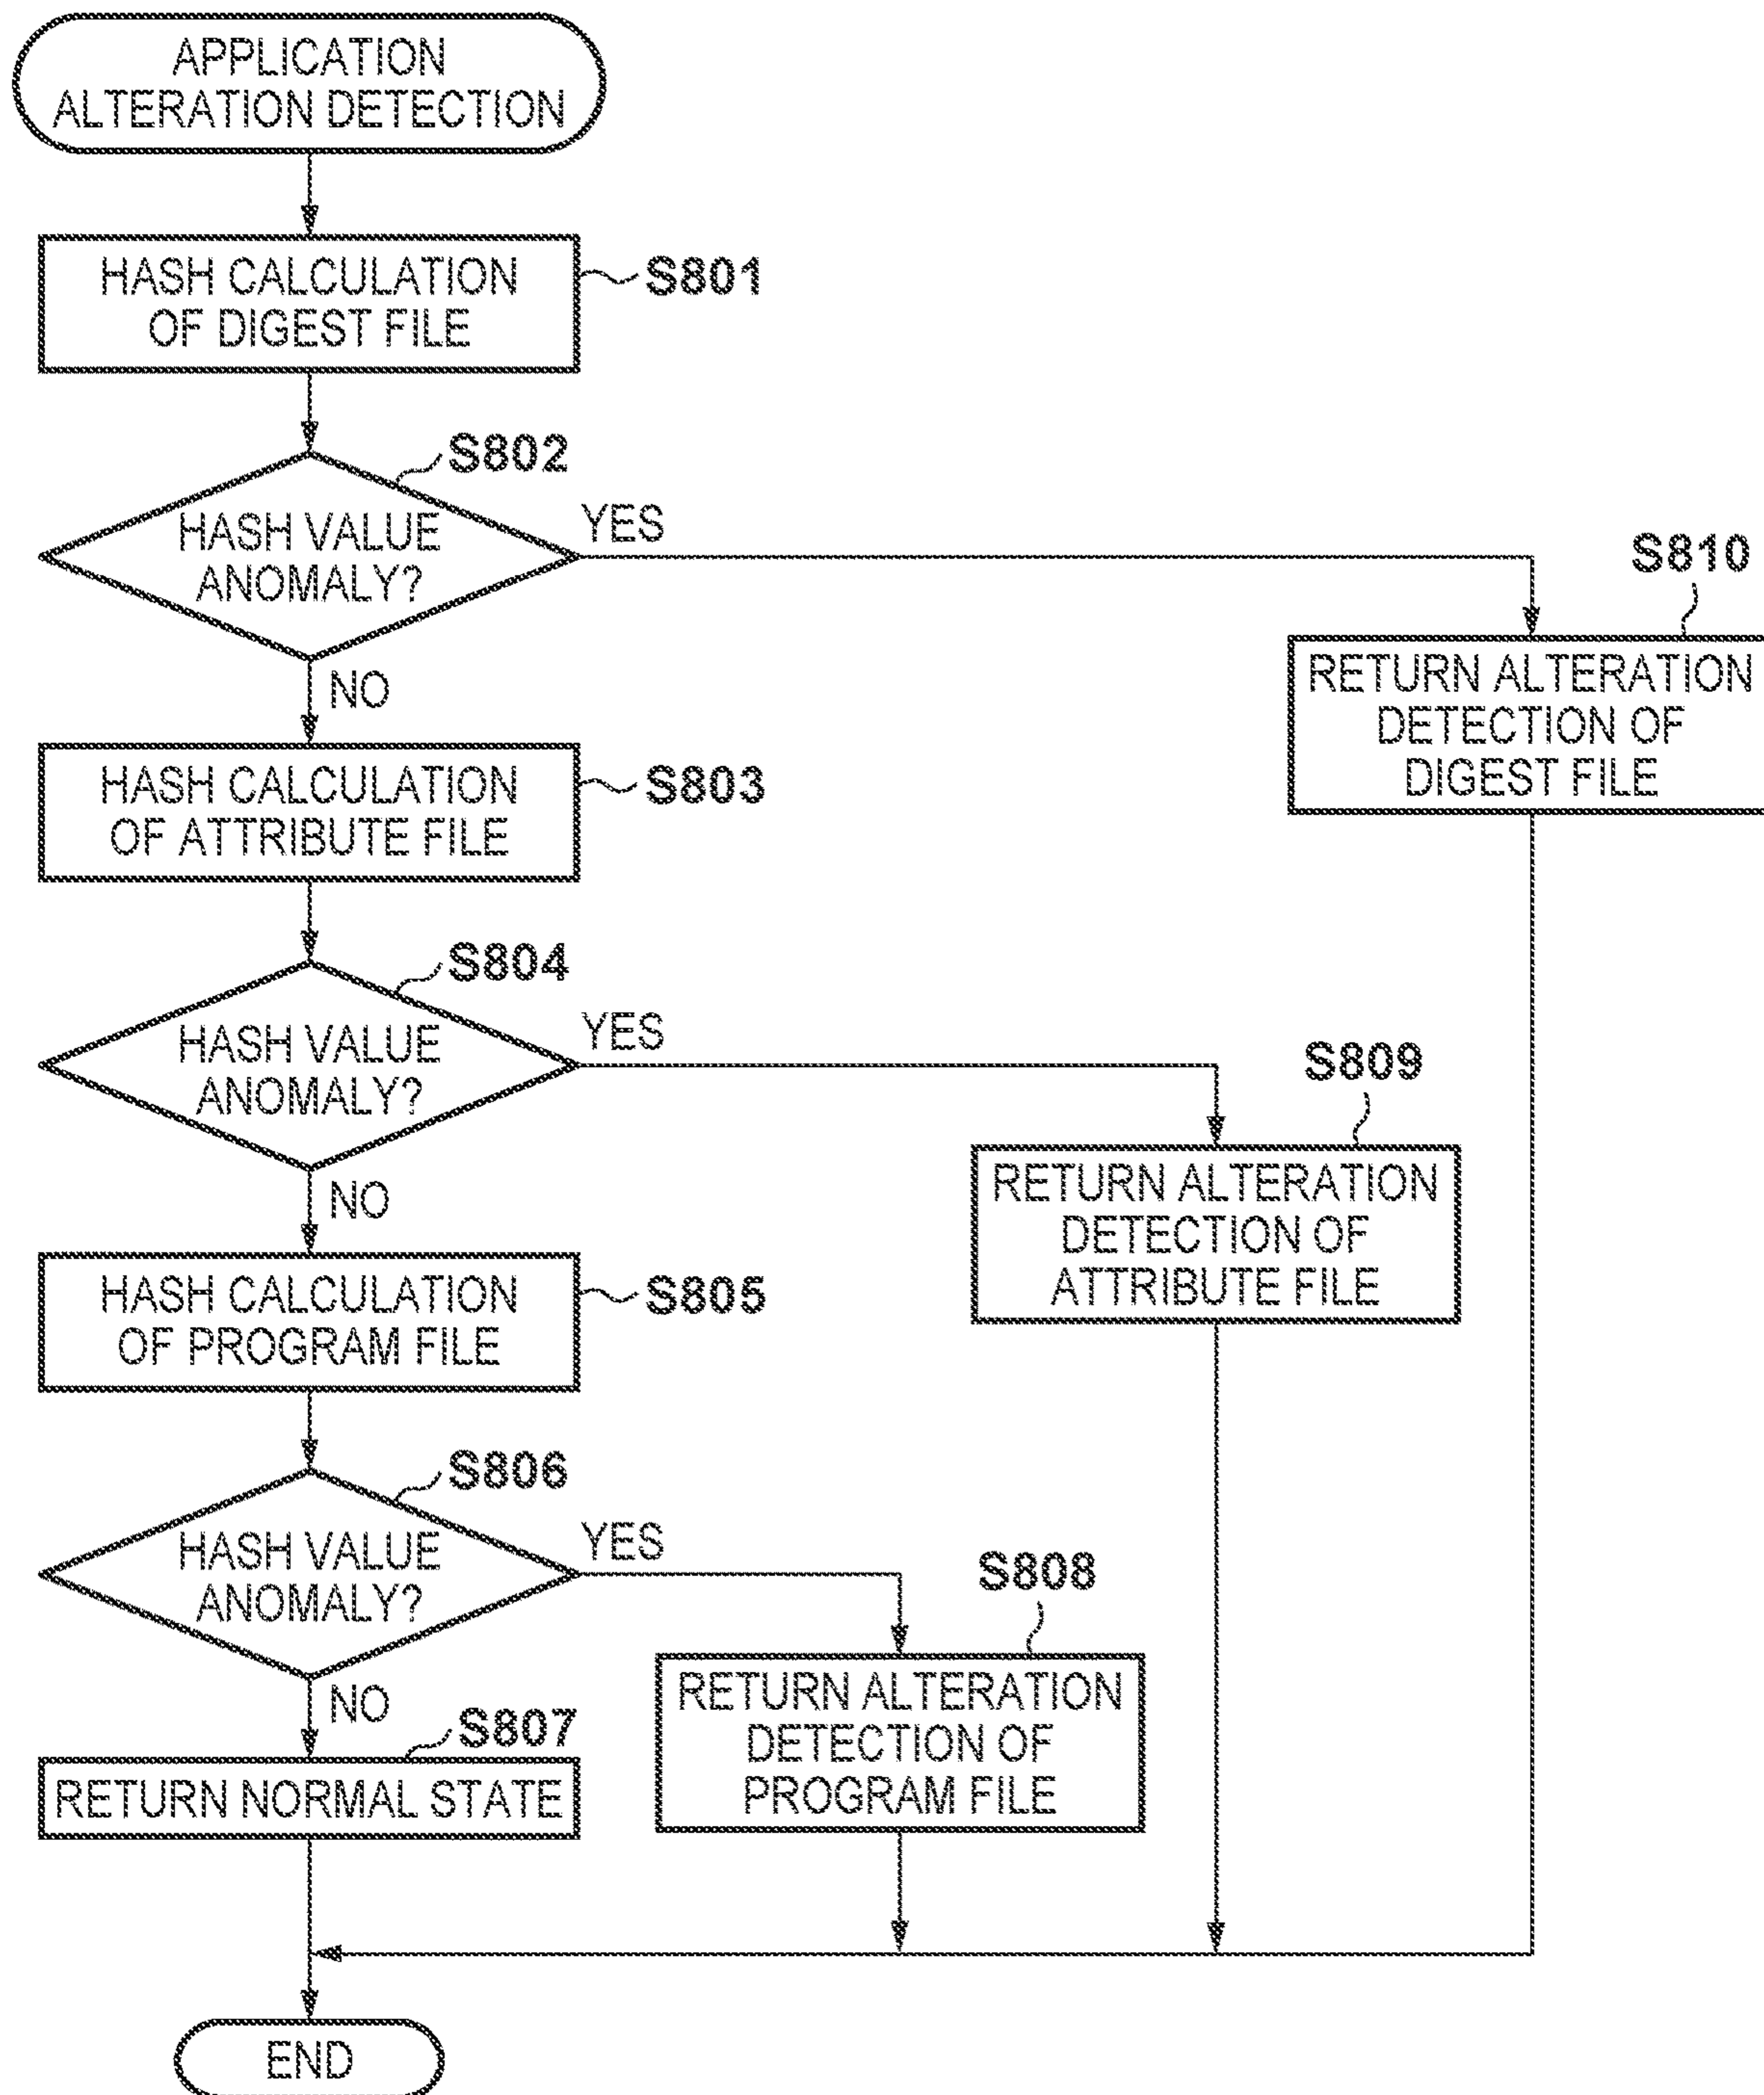 APPLICATION
ALTERATION DETECTION
HASH CALCULATION
OF DIGEST FILE
S801
S802
HASH VALUE
ANOMALY?
YES
NO
S810
RETURN ALTERATION
DETECTION OF
DIGEST FILE
HASH CALCULATION
OF ATTRIBUTE FILE
S803
S804
HASH VALUE
ANOMALY?
YES
NO
S809
RETURN ALTERATION
DETECTION OF
ATTRIBUTE FILE
HASH CALCULATION
OF PROGRAM FILE
S805
S806
HASH VALUE
ANOMALY?
YES
NO
S808
RETURN ALTERATION
DETECTION OF
PROGRAM FILE
S807
RETURN NORMAL STATE
END